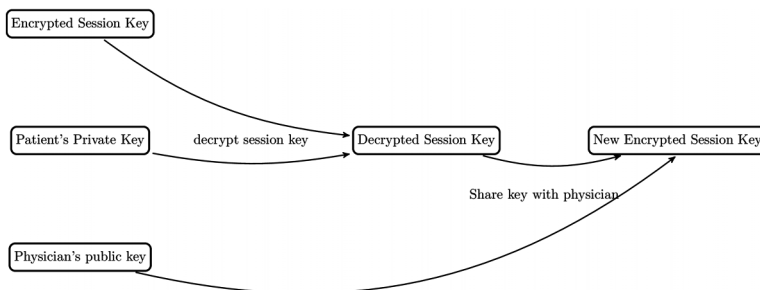 Encrypted Session Key
Patient's Private Key
decrypt session key
Decrypted Session Key
New Encrypted Session Key
Share key with physician
Physician's public key